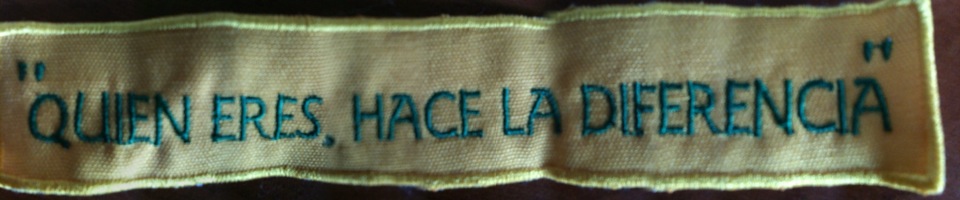 "QUIEN ERES, HACE LA DIFERENCIA"